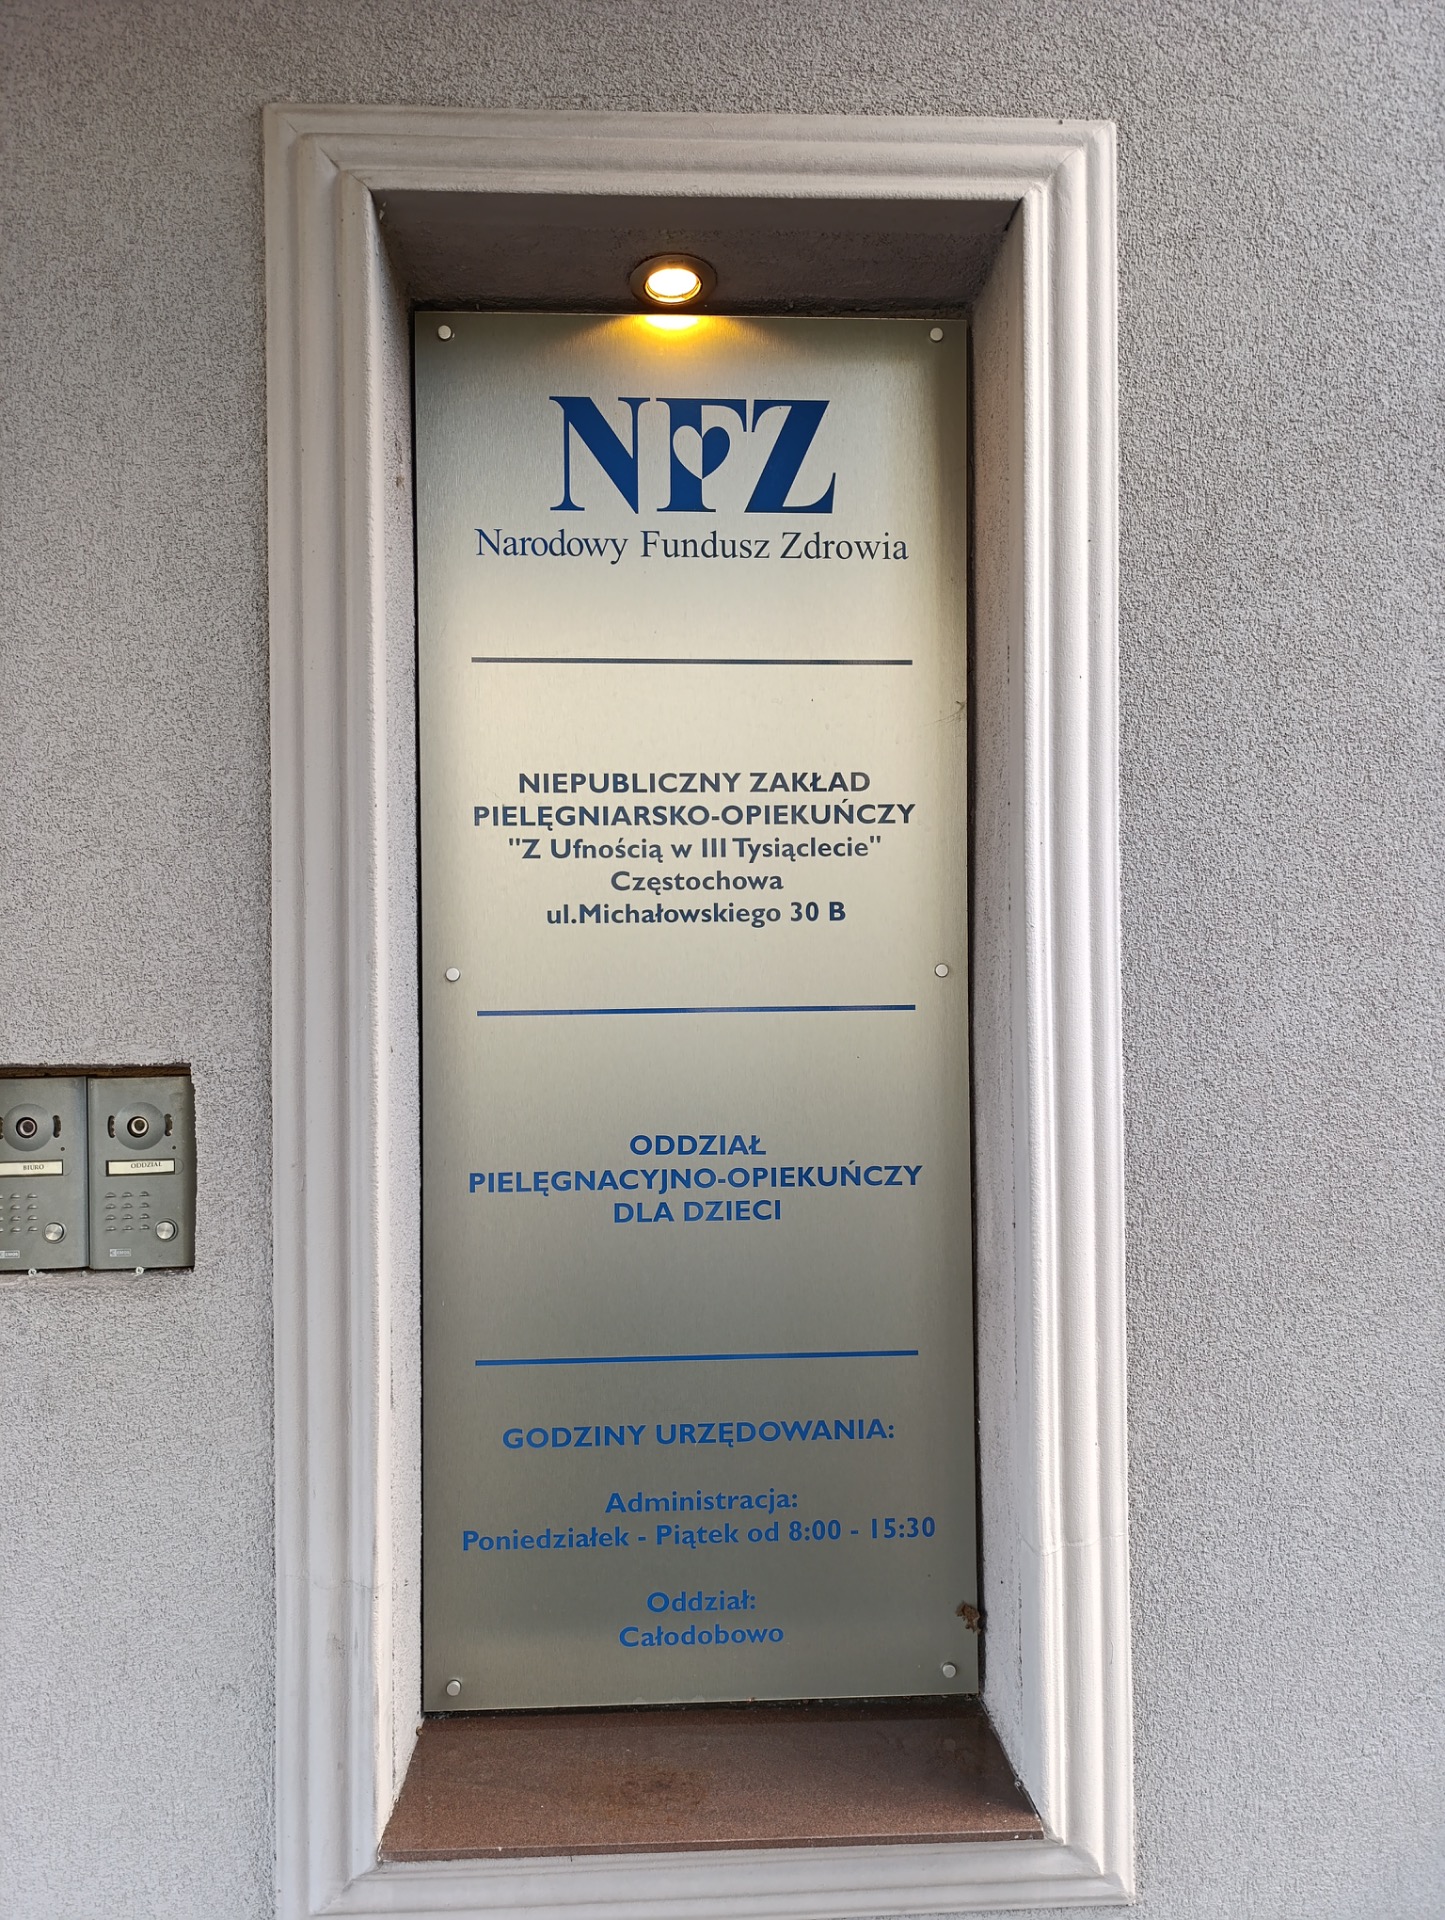 NFZ
Narodowy Fundusz Zdrowia
NIEPUBLICZNY ZAKŁAD
PIELĘGNIARSKO-OPIEKUŃCZY
"Z Ufnością w III Tysiąclecie"
Częstochowa
ul.Michałowskiego 30 B
ODDZIAŁ
PIELĘGNACYJNO-OPIEKUŃCZY
DLA DZIECI
GODZINY URZĘDOWANIA:
Administracja:
Poniedziałek - Piątek od 8:00 - 15:30
Oddział:
Całodobowo
BIURO
ODDZIAŁ